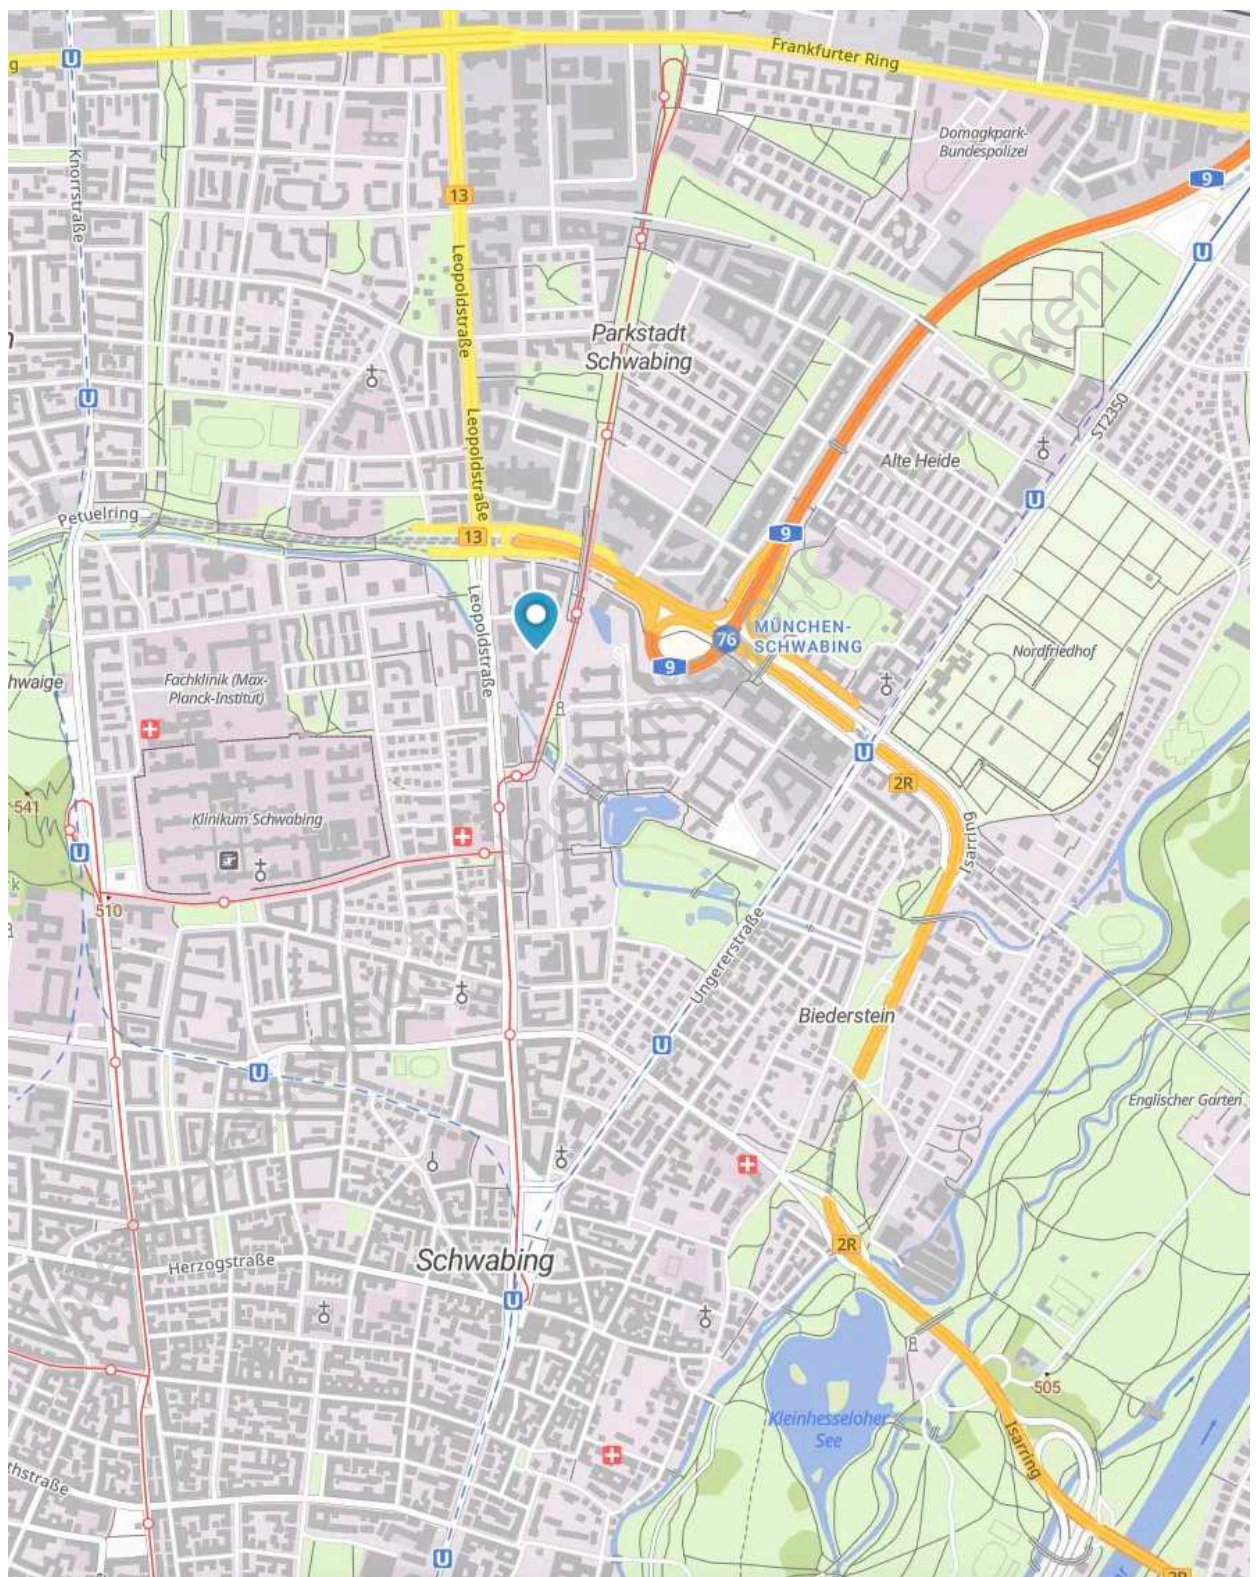 U
Frankfurter Ring
g
Knorrstraße
Domagkpark-
Bundespolizei
9
13
Leopoldstraße
U
Parkstadt
Schwabing
n
U
Leopoldstraße
ST2350
Alte Heide
U
Petuelring
13
9
Leopoldstraße
76
MÜNCHEN-
SCHWABING
9
Nordfriedhof
hwaige
Fachklinik (Max-
Planck-Institut)
U
2R
541
Klinikum Schwabing
Isarring
U
k
510
Ungererstraße
Biederstein
U
U
Englischer Garten
2R
Schwabing
Herzogstraße
U
505
Kleinhesseloher
See
Isarring
thstraße
U
2R